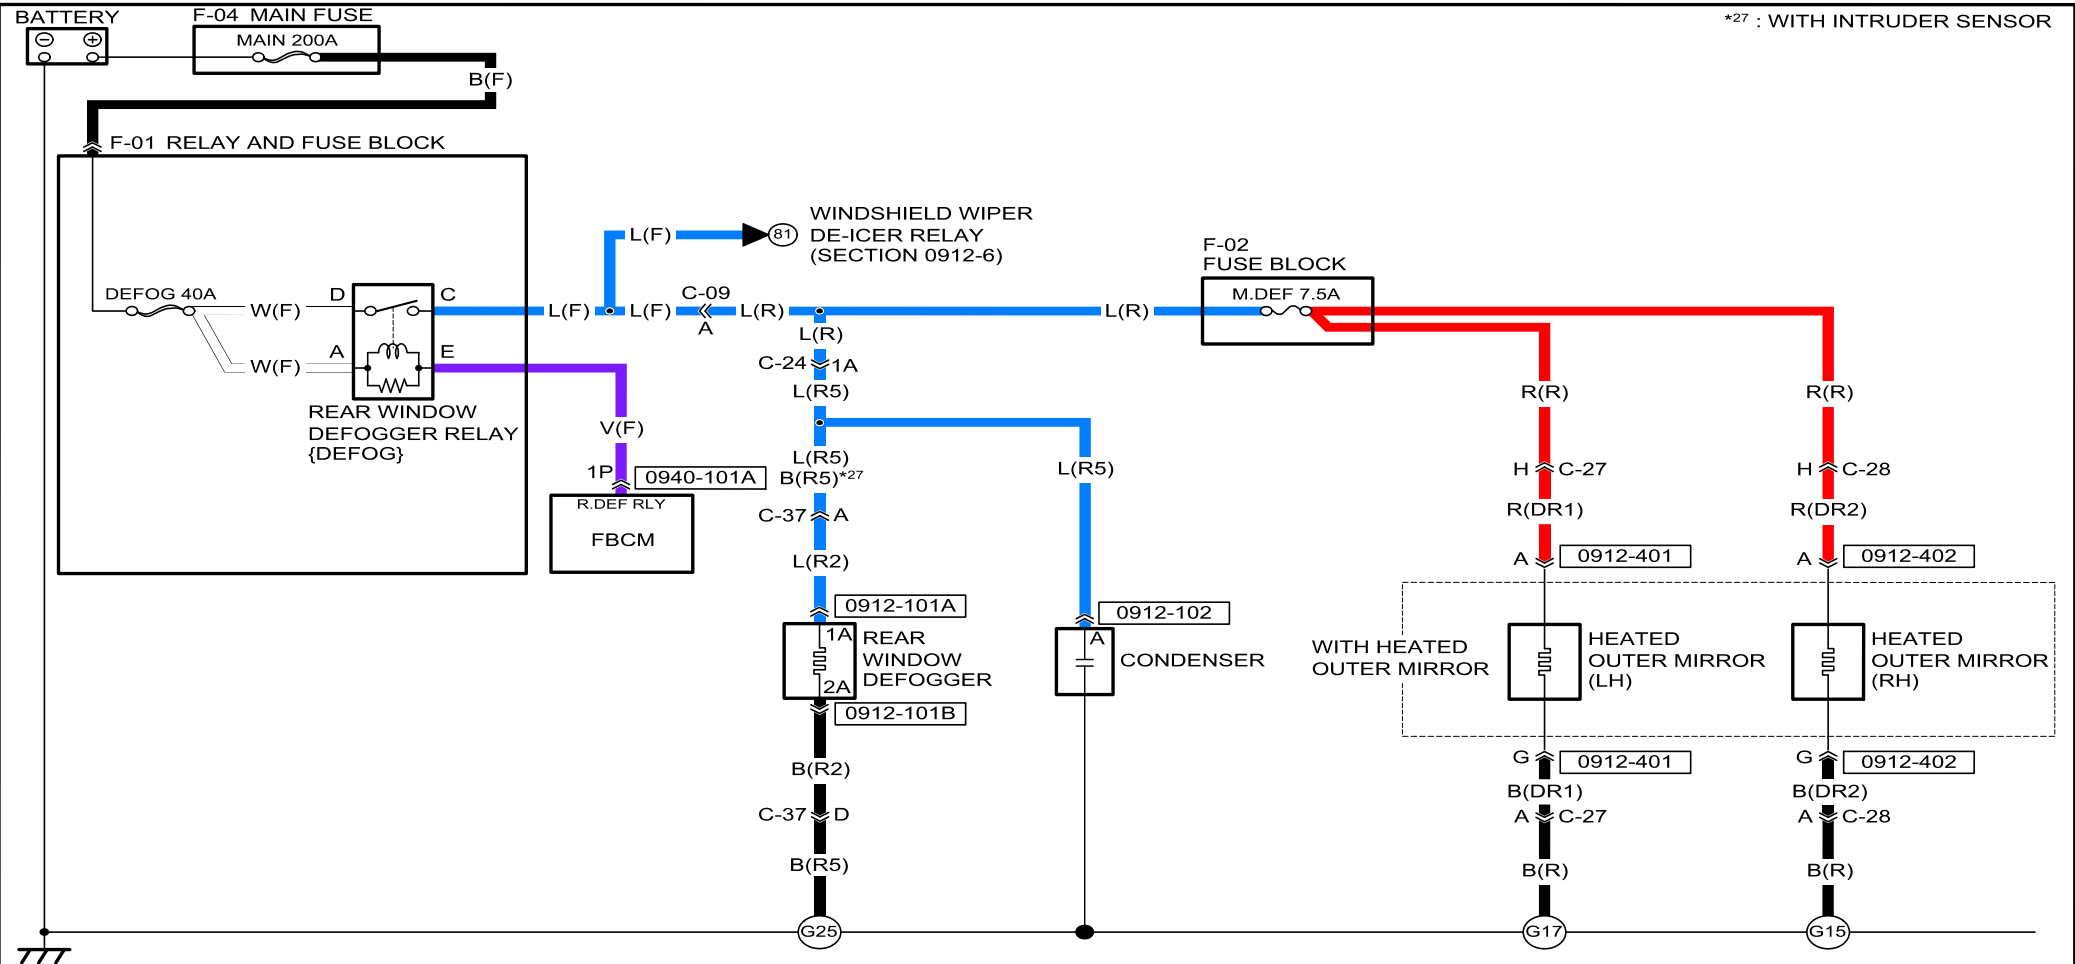 BATTERY
F-04 MAIN FUSE
*27 : WITH INTRUDER SENSOR
MAIN 200A
B(F)
F-01 RELAY AND FUSE BLOCK
DEFOG 40A
W(F)
W(F)
D
C
A
E
REAR WINDOW
DEFOGGER RELAY
{DEFOG}
L(F)
L(F)
81
WINDSHIELD WIPER
DE-ICER RELAY
(SECTION 0912-6)
L(F)
C-09
A
L(R)
L(R)
F-02
FUSE BLOCK
M.DEF 7.5A
V(F)
1P
0940-101A
R.DEF RLY
FBCM
L(R)
C-24
1A
L(R5)
L(R5)
B(R5)*27
C-37
A
L(R2)
0912-101A
1A
REAR
WINDOW
DEFOGGER
2A
0912-101B
B(R2)
C-37
D
B(R5)
G25
L(R5)
0912-102
A
CONDENSER
R(R)
H
C-27
R(DR1)
A
0912-401
WITH HEATED
OUTER MIRROR
HEATED
OUTER MIRROR
(LH)
G
0912-401
B(DR1)
A
C-27
B(R)
G17
R(R)
H
C-28
R(DR2)
A
0912-402
HEATED
OUTER MIRROR
(RH)
G
0912-402
B(DR2)
A
C-28
B(R)
G15